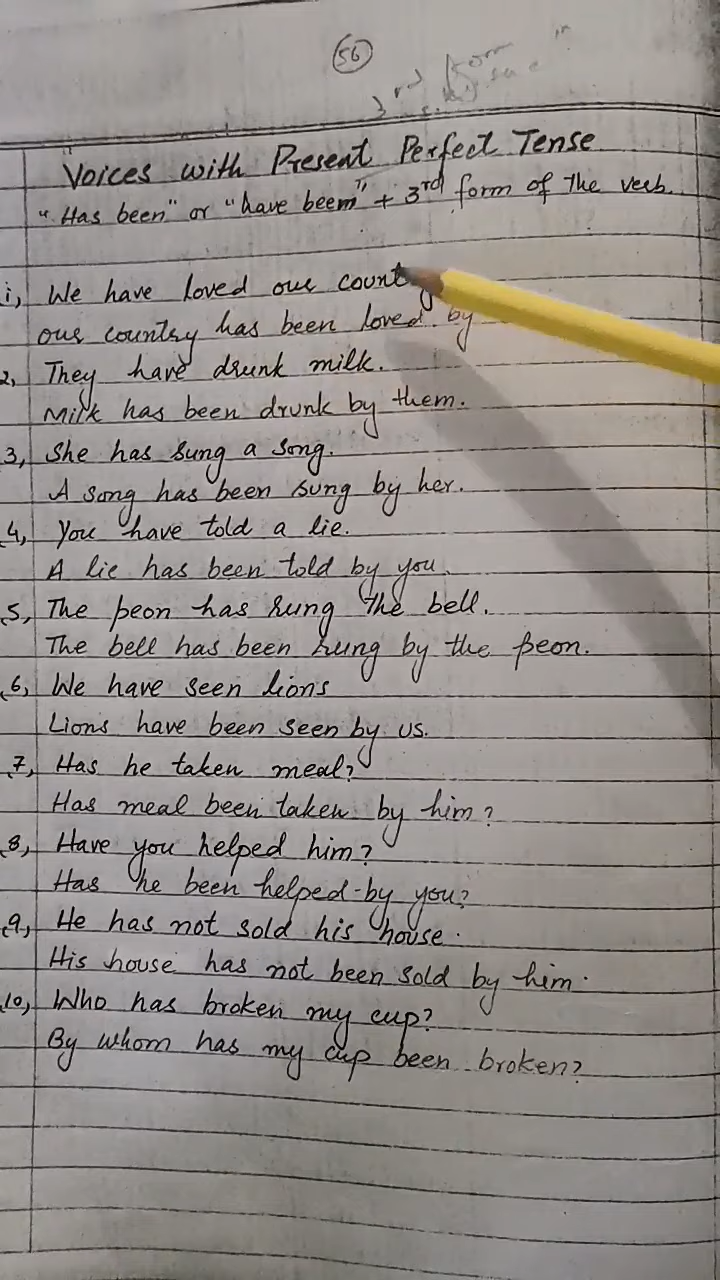 56
3rd form
Voices with Present Perfect Tense
"Has been" or "have beem" + 3rd form of the verb.
1, We have loved our count
our country has been loved by
2, They have drunk milk.
Milk has been drunk by them.
3, She has sung a song.
A song has been sung by her.
4, You have told a lie.
A lie has been told by you.
5, The peon has rung the bell.
The bell has been rung by the peon.
6, We have seen lions
Lions have been seen by us.
7, Has he taken meal?
Has meal been taken by him?
8, Have you helped him?
Has he been helped by you?
9, He has not sold his house.
His house has not been sold by him.
10, Who has broken my cup?
By whom has my cup been broken?